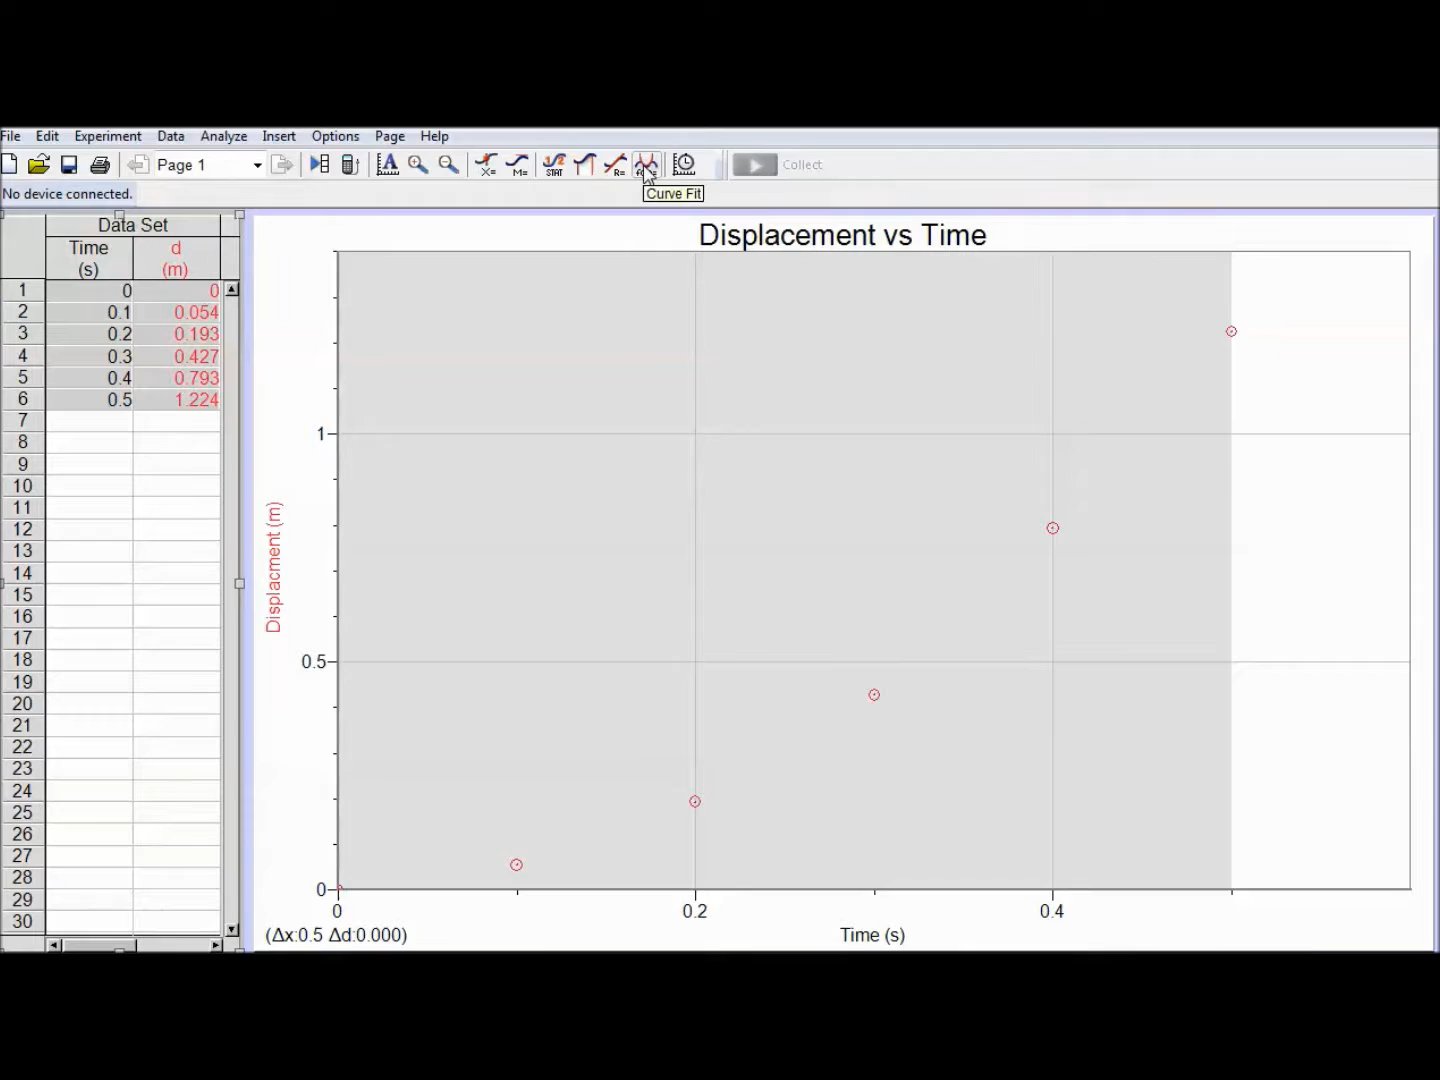 File Edit Experiment Data Analyze Insert Options Page Help
Page 1 X= M= STAT R= Collect
No device connected.
Curve Fit
Data Set
Time d
(s) (m)
1 0 0
2 0.1 0.054
3 0.2 0.193
4 0.3 0.427
5 0.4 0.793
6 0.5 1.224
7
8
9
10
11
12
13
14
15
16
17
18
19
20
21
22
23
24
25
26
27
28
29
30
Displacement vs Time
Displacment (m)
1
0.5
0
0 0.2 0.4
(Δx:0.5 Δd:0.000)
Time (s)